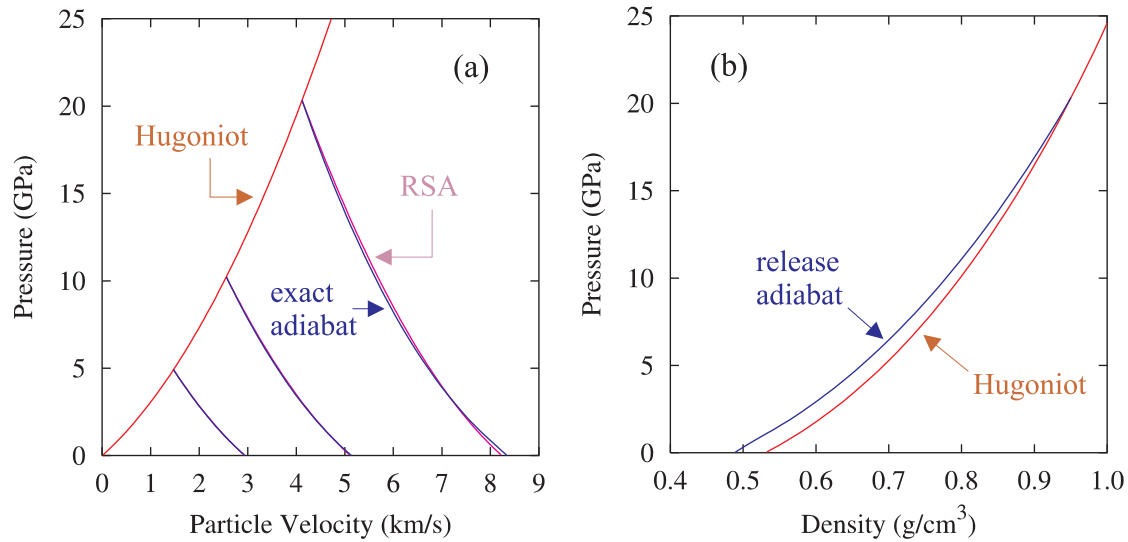 25
20
15
10
5
0
Pressure (GPa)
(a)
Hugoniot
RSA
exact
adiabat
0 1 2 3 4 5 6 7 8 9
Particle Velocity (km/s)
25
20
15
10
5
0
Pressure (GPa)
(b)
release
adiabat
Hugoniot
0.4 0.5 0.6 0.7 0.8 0.9 1.0
Density (g/cm³)